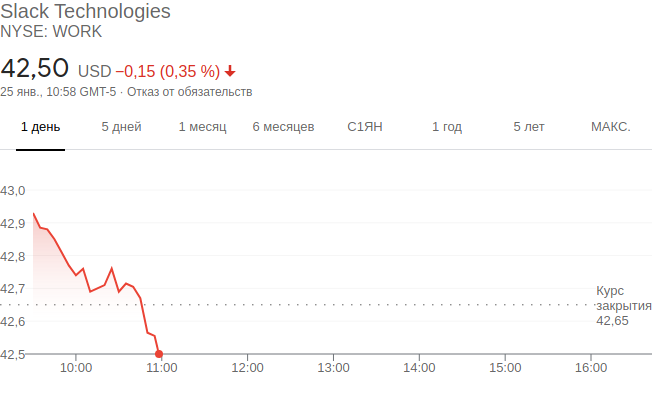 Slack Technologies
NYSE: WORK
42,50 USD −0,15 (0,35 %)
25 янв., 10:58 GMT-5 · Отказ от обязательств
1 день 5 дней 1 месяц 6 месяцев С1ЯН 1 год 5 лет МАКС.
43,0
42,9
42,8
42,7
Курс
закрытия
42,65
42,6
42,5
10:00 11:00 12:00 13:00 14:00 15:00 16:00